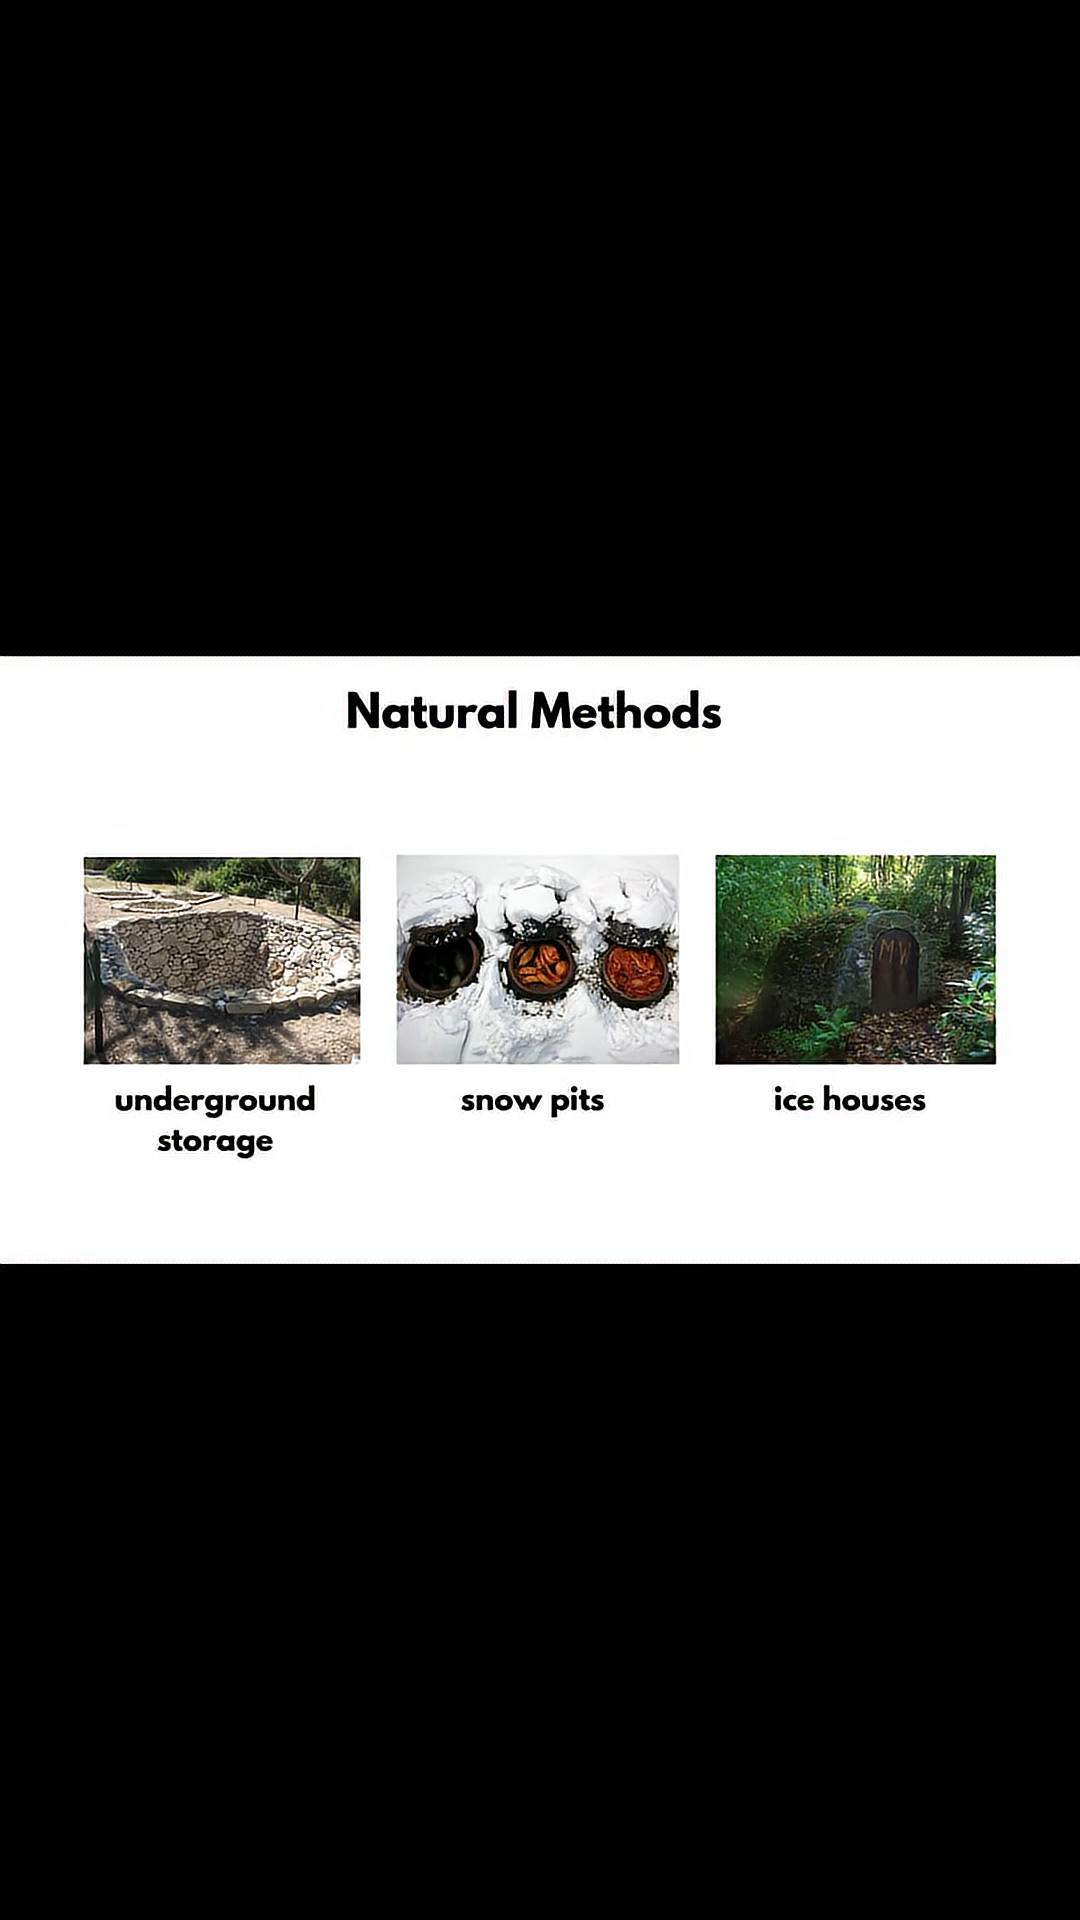 Natural Methods
underground
storage
snow pits
ice houses